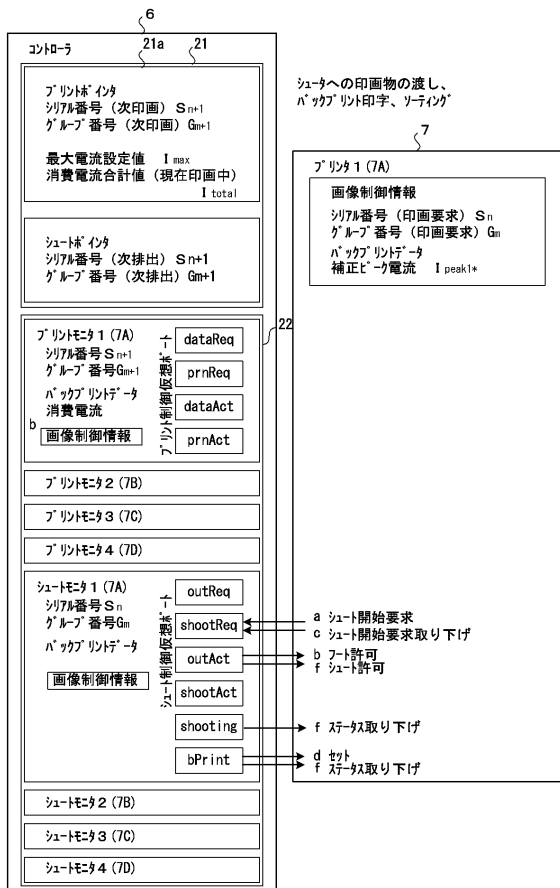 6
コントローラ
21a
21
プリントポインタ
シリアル番号（次印画）Sn+1
グループ番号（次印画）Gm+1
最大電流設定値 Imax
消費電流合計値（現在印画中）
Itotal
シュートポインタ
シリアル番号（次排出）Sn+1
グループ番号（次排出）Gm+1
22
プリントモニタ1（7A）
シリアル番号Sn+1
グループ番号Gm+1
バックプリントデータ
消費電流
b
画像制御情報
プリント制御仮想ポート
dataReq
prnReq
dataAct
prnAct
プリントモニタ2（7B）
プリントモニタ3（7C）
プリントモニタ4（7D）
シュートモニタ1（7A）
シリアル番号Sn
グループ番号Gm
バックプリントデータ
画像制御情報
シュート制御仮想ポート
outReq
shootReq
outAct
shootAct
shooting
bPrint
シュートモニタ2（7B）
シュートモニタ3（7C）
シュートモニタ4（7D）
シュータへの印画物の渡し、
バックプリント印字、ソーティング
7
プリンタ1（7A）
画像制御情報
シリアル番号（印画要求）Sn
グループ番号（印画要求）Gm
バックプリントデータ
補正ピーク電流 Ipeak1*
a シュート開始要求
c シュート開始要求取り下げ
b フート許可
f シュート許可
f ステータス取り下げ
d セット
f ステータス取り下げ